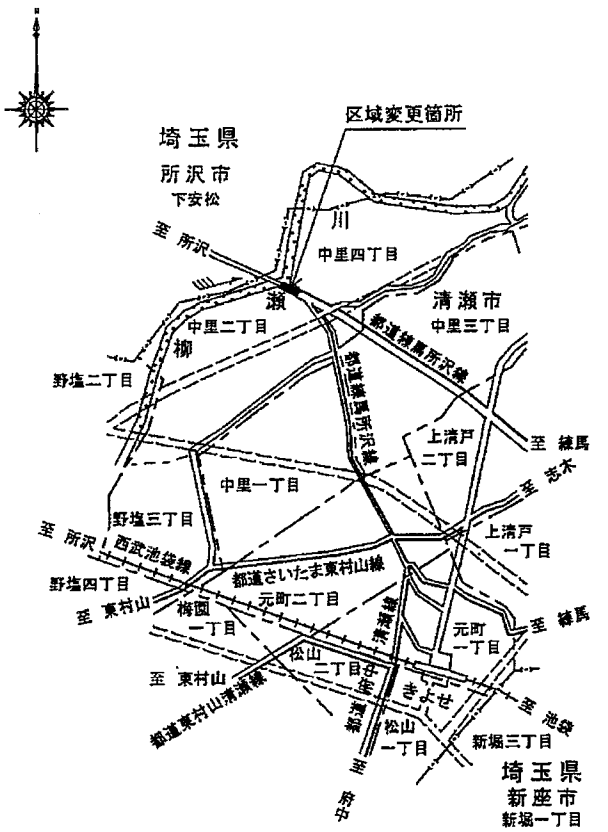 区域変更箇所
埼玉県
所沢市
下安松
川
至 所沢
中里四丁目
瀬
清瀬市
中里二丁目
中里三丁目
都道練馬所沢線
柳
都道練馬所沢線
野塩二丁目
上清戸
二丁目
至 練馬
中里一丁目
至 志木
野塩三丁目
上清戸
一丁目
至 所沢
西武池袋線
都道さいたま東村山線
野塩四丁目
元町二丁目
至 東村山
梅園
一丁目
元町
一丁目
至 練馬
松山
二丁目
至 東村山
都道東村山清瀬線
都道府中清瀬線
きよせ
至 池袋
松山
一丁目
新堀三丁目
至 府中
埼玉県
新座市
新堀一丁目